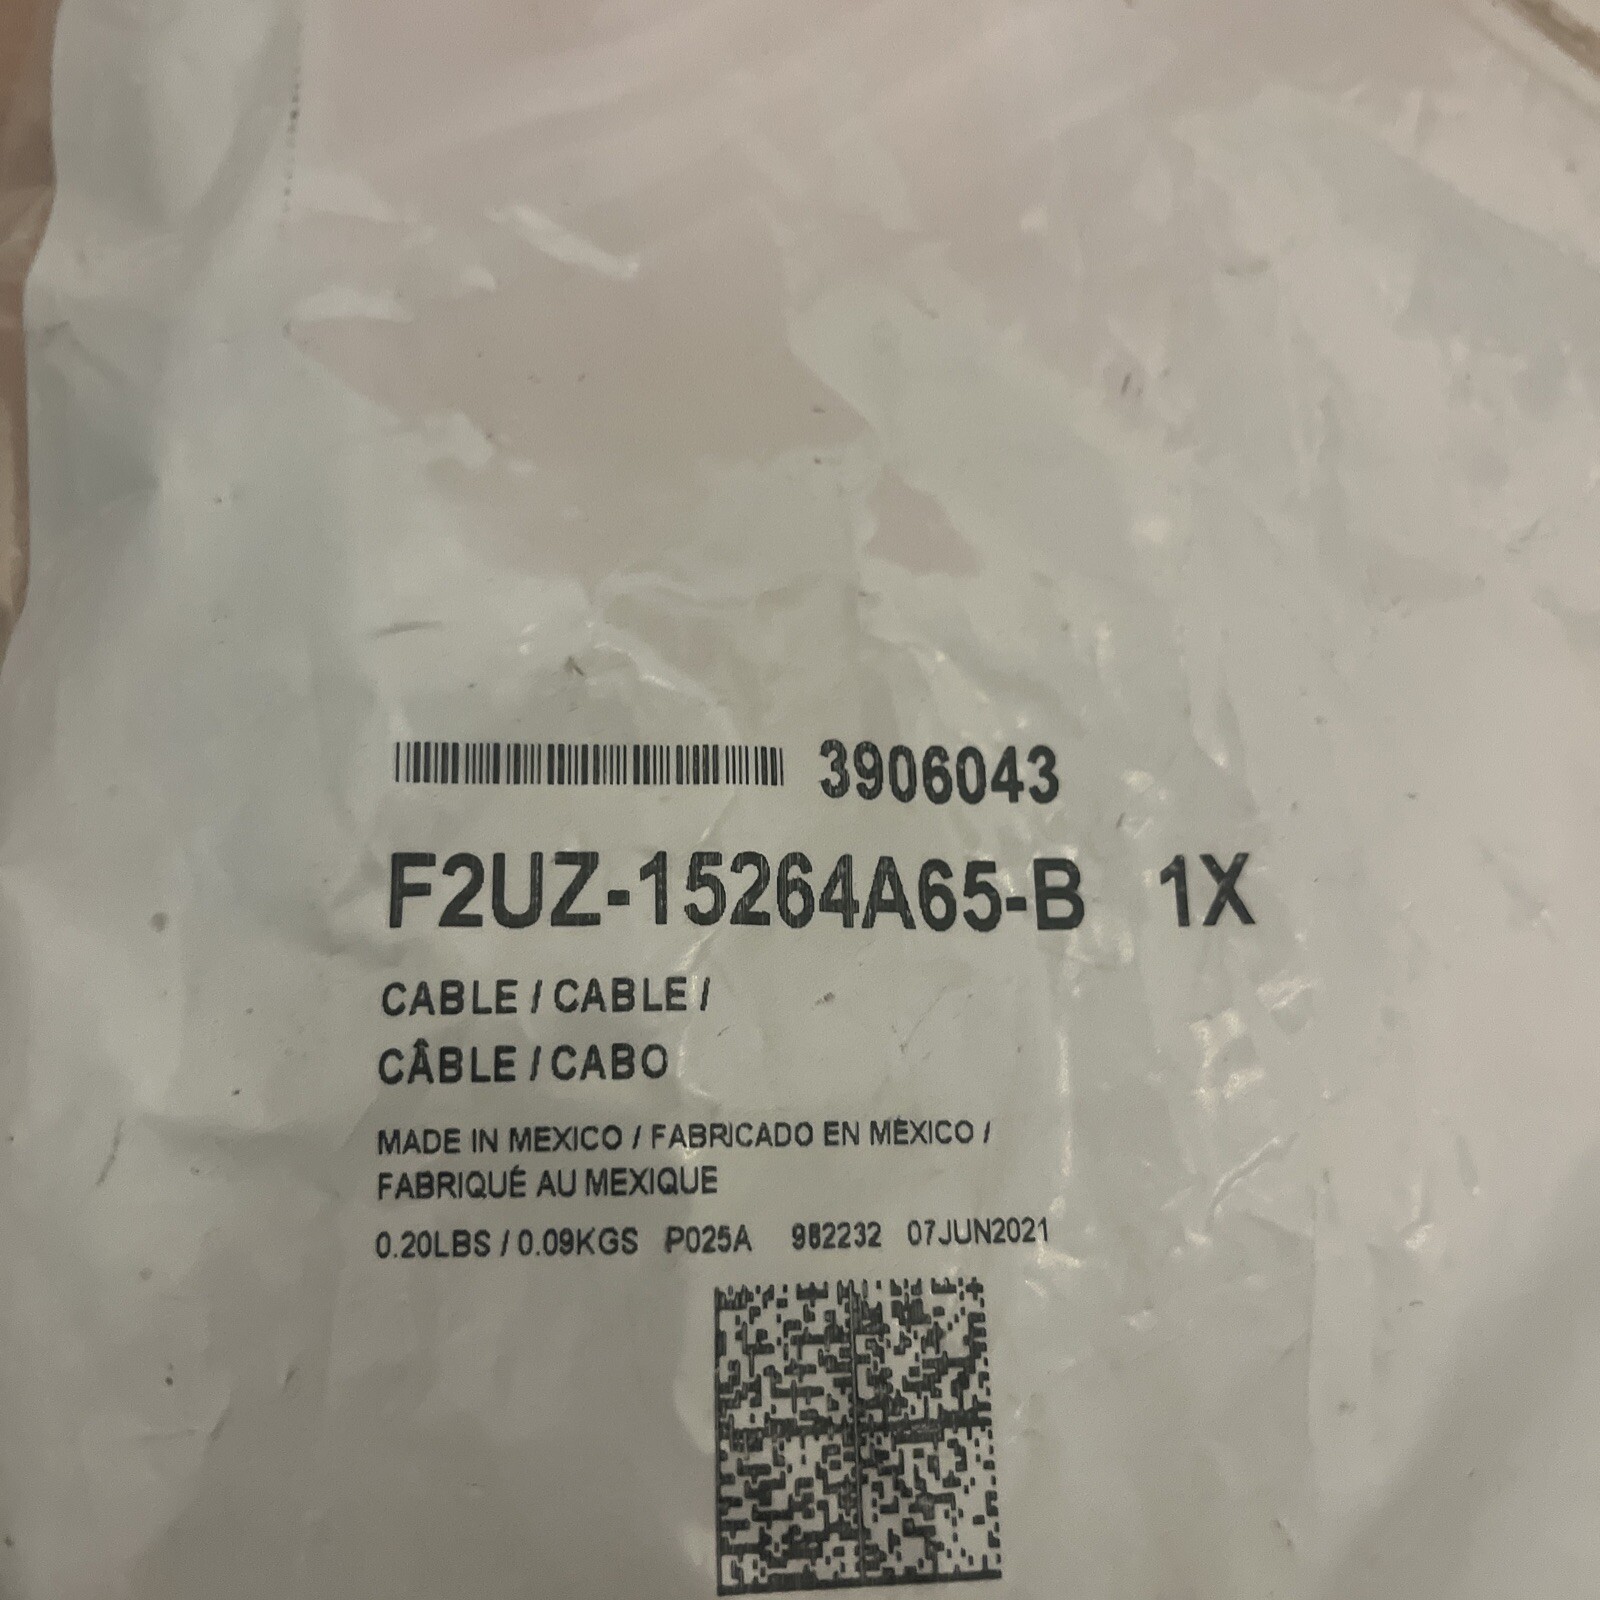 3906043
F2UZ-15264A65-B 1X
CABLE / CABLE /
CÂBLE / CABO
MADE IN MEXICO / FABRICADO EN MÉXICO /
FABRIQUÉ AU MEXIQUE
0.20LBS / 0.09KGS P025A 982232 07JUN2021